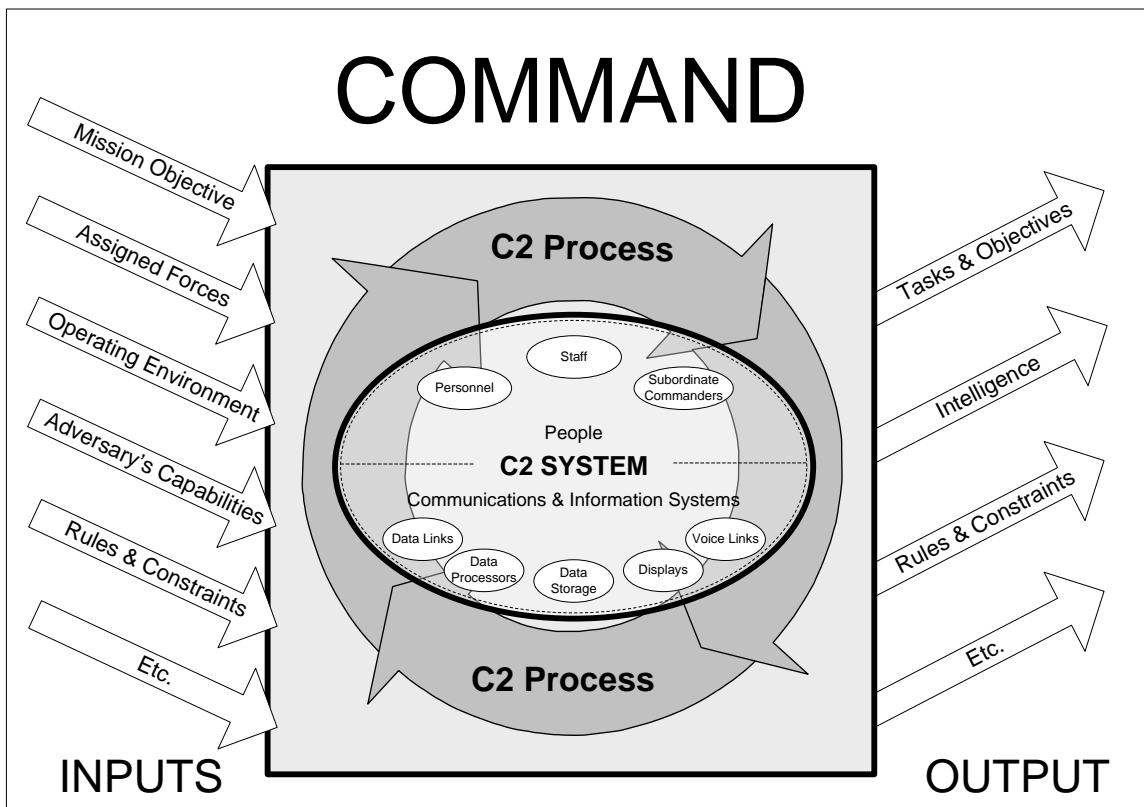 COMMAND
Mission Objective
Assigned Forces
Operating Environment
Adversary's Capabilities
Rules & Constraints
Etc.
INPUTS
C2 Process
Staff
Personnel
Subordinate
Commanders
People
C2 SYSTEM
Communications & Information Systems
Data Links
Voice Links
Data
Processors
Data
Storage
Displays
C2 Process
Tasks & Objectives
Intelligence
Rules & Constraints
Etc.
OUTPUT